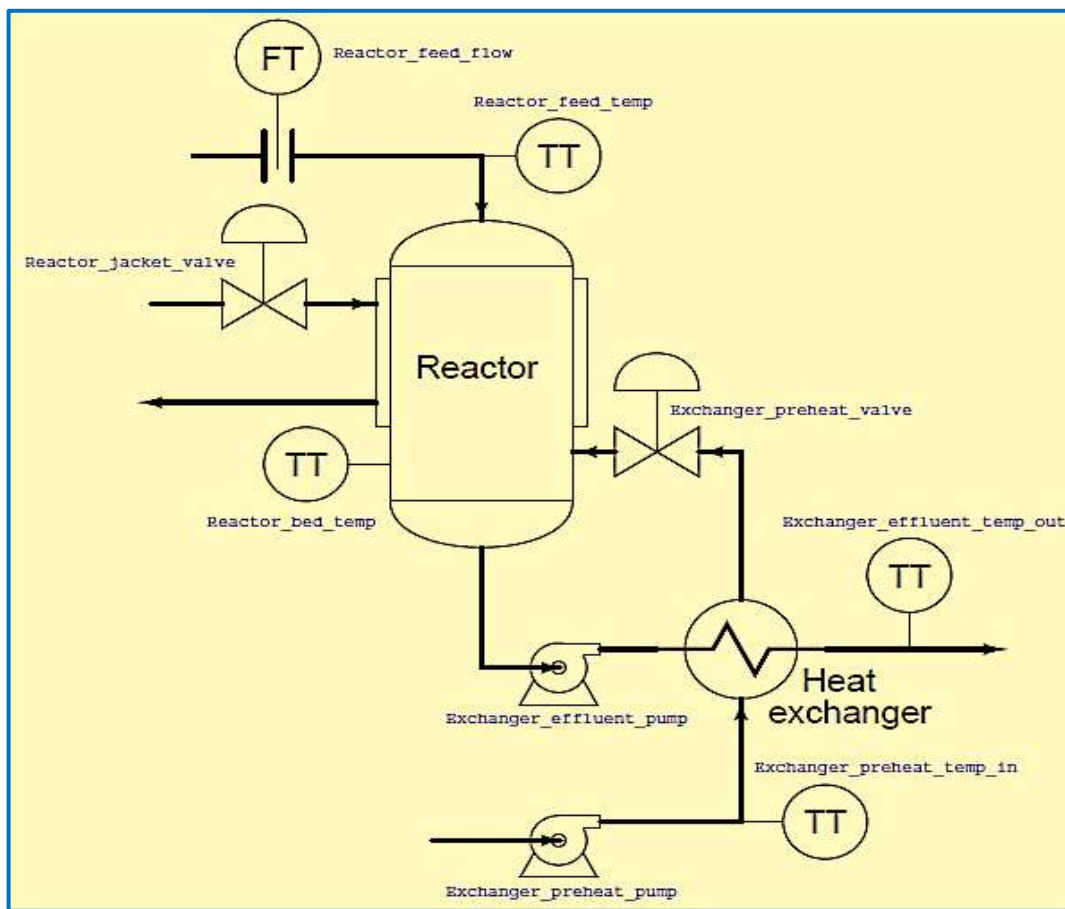 FT
Reactor_feed_flow
Reactor_feed_temp
TT
Reactor_jacket_valve
Reactor
Exchanger_preheat_valve
TT
Reactor_bed_temp
Exchanger_effluent_temp_out
TT
Heat
exchanger
Exchanger_effluent_pump
Exchanger_preheat_temp_in
TT
Exchanger_preheat_pump